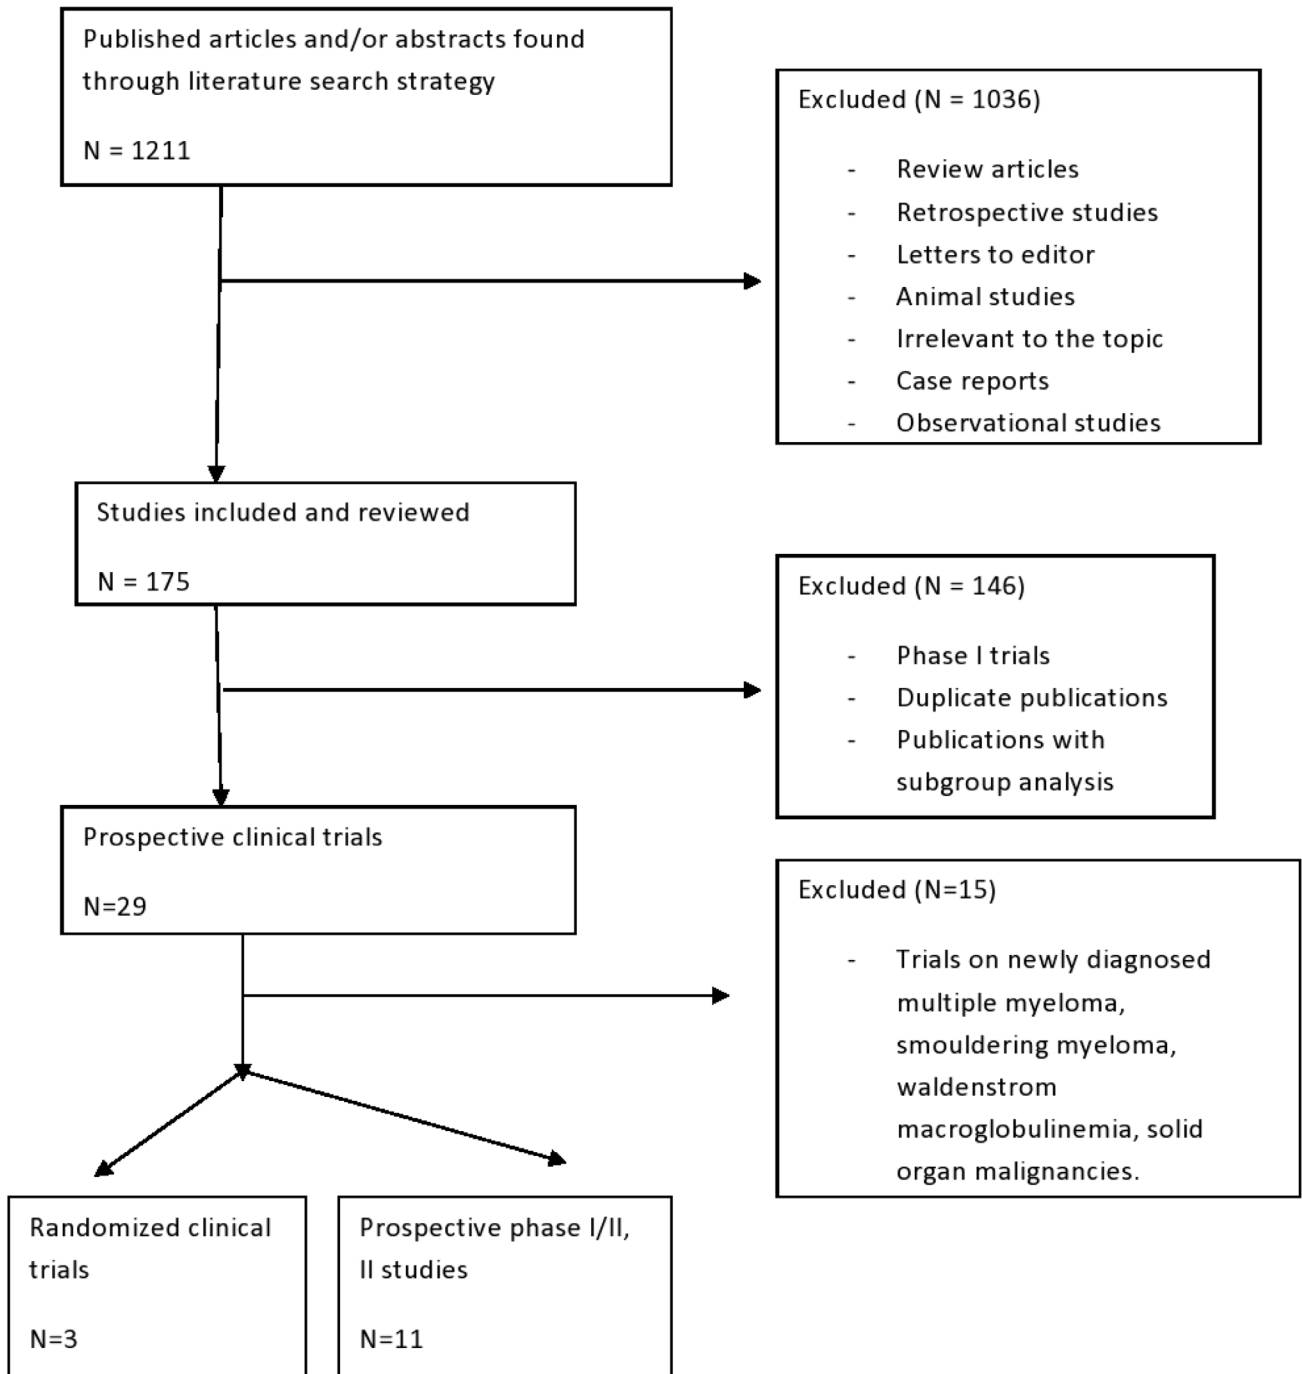 Published articles and/or abstracts found
through literature search strategy
N = 1211
Excluded (N = 1036)
- Review articles
- Retrospective studies
- Letters to editor
- Animal studies
- Irrelevant to the topic
- Case reports
- Observational studies
Studies included and reviewed
N = 175
Excluded (N = 146)
- Phase I trials
- Duplicate publications
- Publications with
subgroup analysis
Prospective clinical trials
N=29
Excluded (N=15)
- Trials on newly diagnosed
multiple myeloma,
smouldering myeloma,
waldenstrom
macroglobulinemia, solid
organ malignancies.
Randomized clinical
trials
N=3
Prospective phase I/II,
II studies
N=11